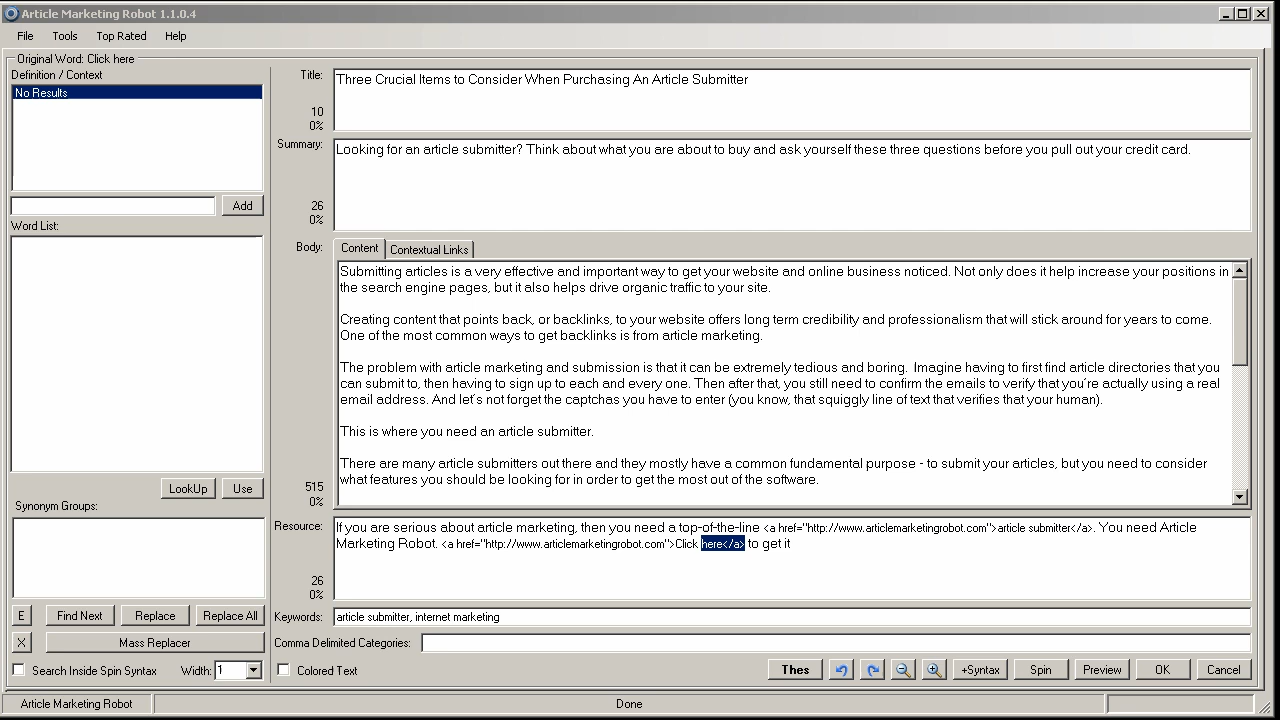 Article Marketing Robot 1.1.0.4
File Tools Top Rated Help
Original Word: Click here
Definition / Context
No Results
Add
Word List:
LookUp Use
Synonym Groups:
E Find Next Replace Replace All
X Mass Replacer
Search Inside Spin Syntax Width: 1
Title:
10
0%
Three Crucial Items to Consider When Purchasing An Article Submitter
Summary:
26
0%
Looking for an article submitter? Think about what you are about to buy and ask yourself these three questions before you pull out your credit card.
Body:
Content Contextual Links
Submitting articles is a very effective and important way to get your website and online business noticed. Not only does it help increase your positions in
the search engine pages, but it also helps drive organic traffic to your site.
Creating content that points back, or backlinks, to your website offers long term credibility and professionalism that will stick around for years to come.
One of the most common ways to get backlinks is from article marketing.
The problem with article marketing and submission is that it can be extremely tedious and boring. Imagine having to first find article directories that you
can submit to, then having to sign up to each and every one. Then after that, you still need to confirm the emails to verify that you're actually using a real
email address. And let's not forget the captchas you have to enter (you know, that squiggly line of text that verifies that your human).
This is where you need an article submitter.
There are many article submitters out there and they mostly have a common fundamental purpose - to submit your articles, but you need to consider
what features you should be looking for in order to get the most out of the software.
515
0%
Resource:
If you are serious about article marketing, then you need a top-of-the-line <a href="http://www.articlemarketingrobot.com">article submitter</a>. You need Article
Marketing Robot. <a href="http://www.articlemarketingrobot.com">Click here</a> to get it
26
0%
Keywords: article submitter, internet marketing
Comma Delimited Categories:
Colored Text
Thes +Syntax Spin Preview OK Cancel
Article Marketing Robot Done